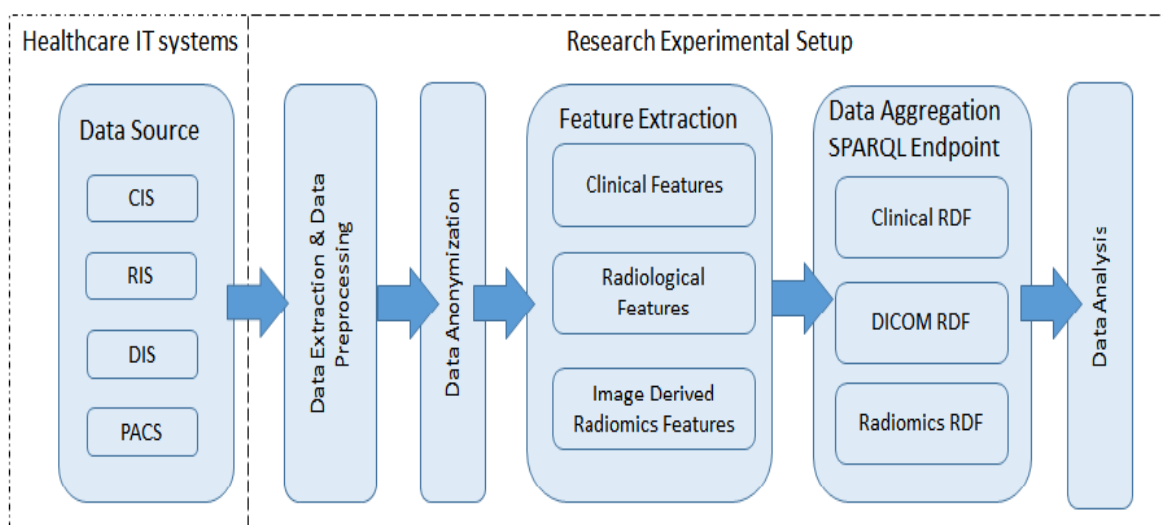 Healthcare IT systems
Research Experimental Setup
Data Source
CIS
RIS
DIS
PACS
Data Extraction & Data
Preprocessing
Data Anonymization
Feature Extraction
Clinical Features
Radiological
Features
Image Derived
Radiomics Features
Data Aggregation
SPARQL Endpoint
Clinical RDF
DICOM RDF
Radiomics RDF
Data Analysis